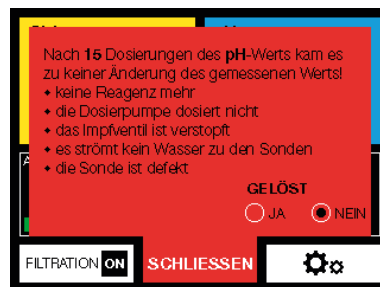 Nach 15 Dosierungen des pH-Werts kam es
zu keiner Änderung des gemessenen Werts!
◆ keine Reagenz mehr
◆ die Dosierpumpe dosiert nicht
◆ das Impfventil ist verstopft
◆ es strömt kein Wasser zu den Sonden
◆ die Sonde ist defekt
GELÖST
JA NEIN
FILTRATION ON SCHLIESSEN